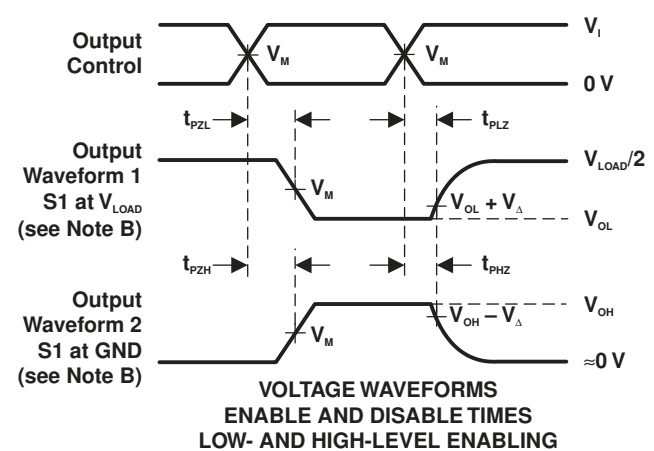 Output
Control
V_M
V_M
V_I
0 V
t_PZL
t_PLZ
Output
Waveform 1
S1 at V_LOAD
(see Note B)
V_M
V_OL + V_Δ
V_LOAD/2
V_OL
t_PZH
t_PHZ
Output
Waveform 2
S1 at GND
(see Note B)
V_M
V_OH – V_Δ
V_OH
≈0 V
VOLTAGE WAVEFORMS
ENABLE AND DISABLE TIMES
LOW- AND HIGH-LEVEL ENABLING